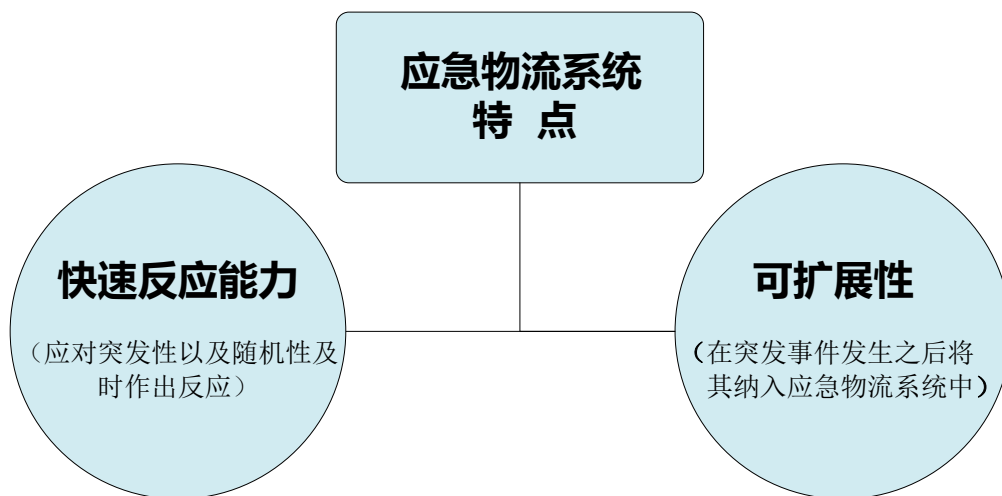 应急物流系统
特 点
快速反应能力
（应对突发性以及随机性及
时作出反应）
可扩展性
（在突发事件发生之后将
其纳入应急物流系统中）